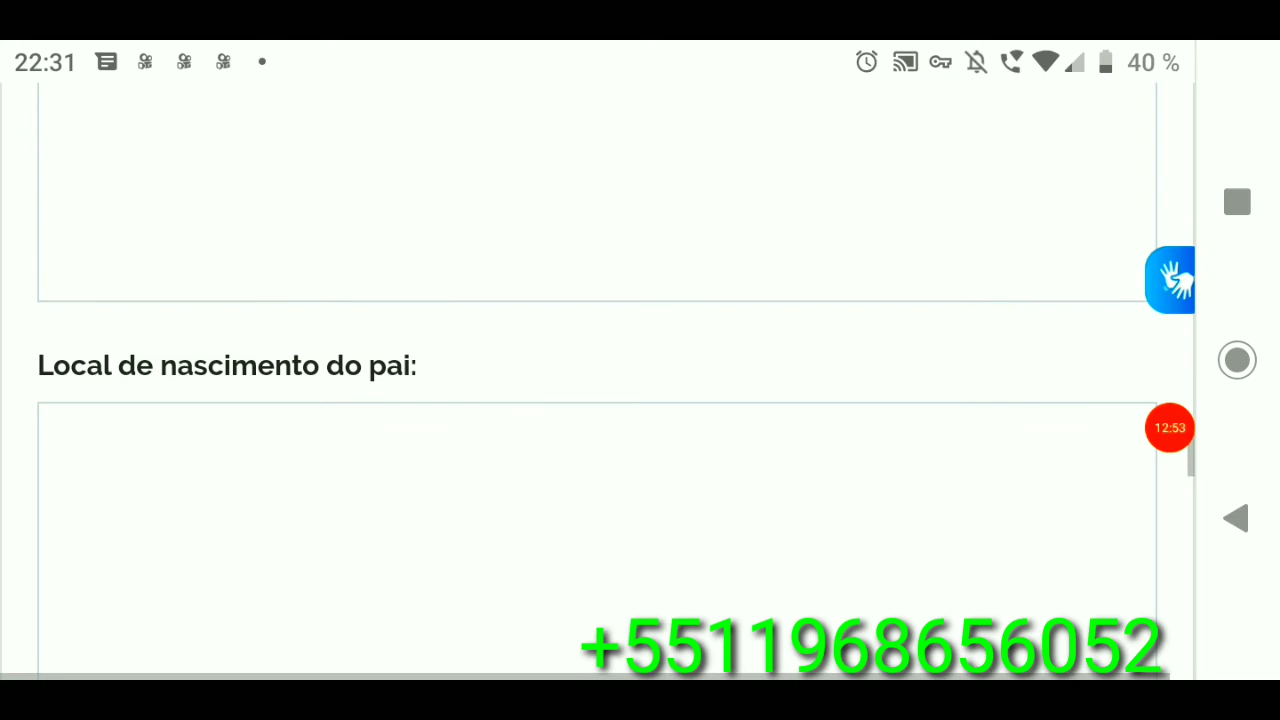 22:31
40 %
Local de nascimento do pai:
12:53
+5511968656052